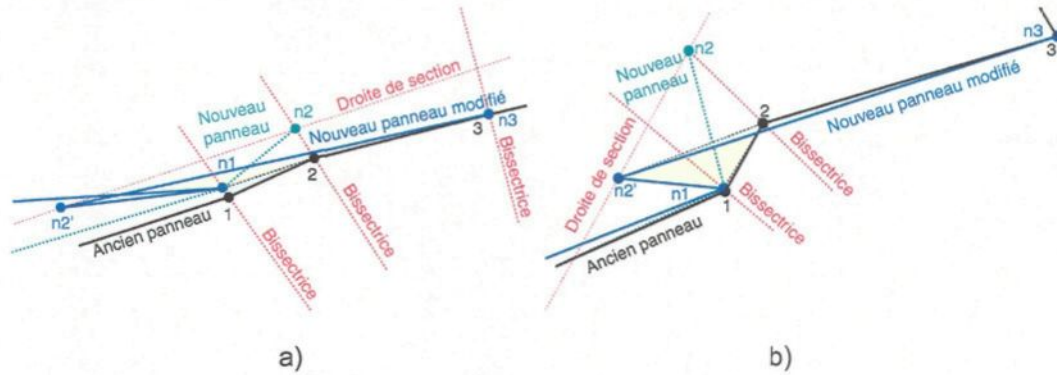 Nouveau
panneau
n2
Droite de section
Nouveau panneau modifié
n1
3
n3
2
n2'
1
Ancien panneau
Bissectrice
Bissectrice
Bissectrice
a)
n2
Nouveau
panneau
n3
3
2
Nouveau panneau modifié
Bissectrice
n2'
n1
1
Droite de section
Bissectrice
Ancien panneau
b)